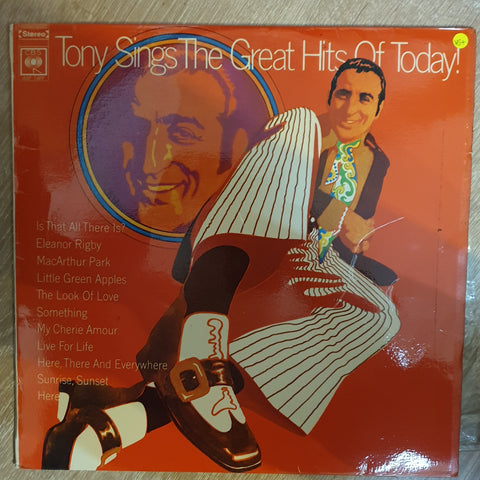 Stereo
CBS
Tony Sings The Great Hits Of Today!
Is That All There Is?
Eleanor Rigby
MacArthur Park
Little Green Apples
The Look Of Love
Something
My Cherie Amour
Live For Life
Here, There And Everywhere
Sunrise, Sunset
Here